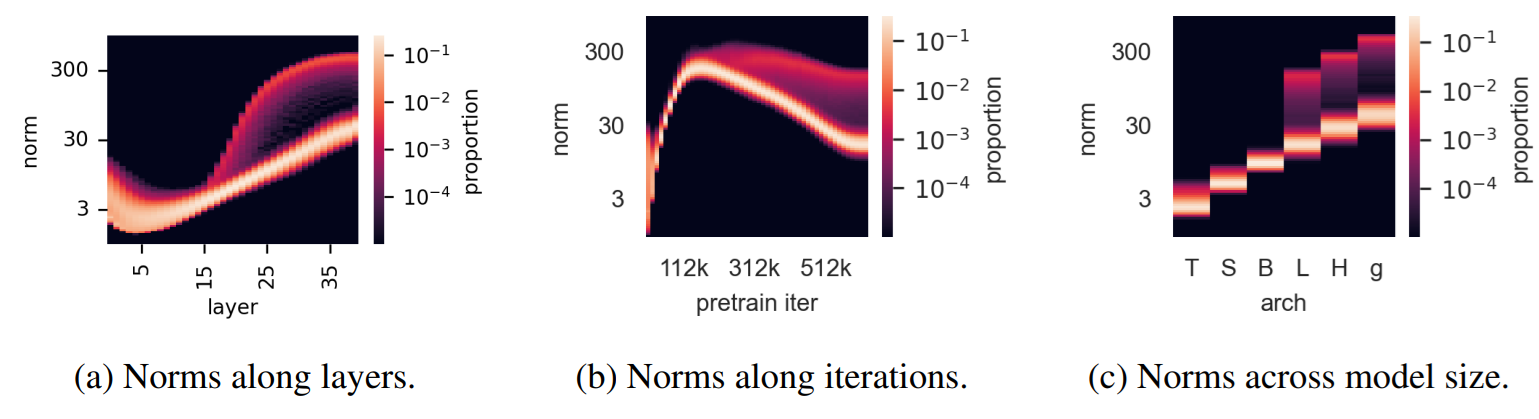 300
30
3
norm
5
15
25
35
layer
10⁻¹
10⁻²
10⁻³
10⁻⁴
proportion
(a) Norms along layers.
300
30
3
norm
112k 312k 512k
pretrain iter
10⁻¹
10⁻²
10⁻³
10⁻⁴
proportion
(b) Norms along iterations.
300
30
3
norm
T S B L H g
arch
10⁻¹
10⁻²
10⁻³
10⁻⁴
proportion
(c) Norms across model size.